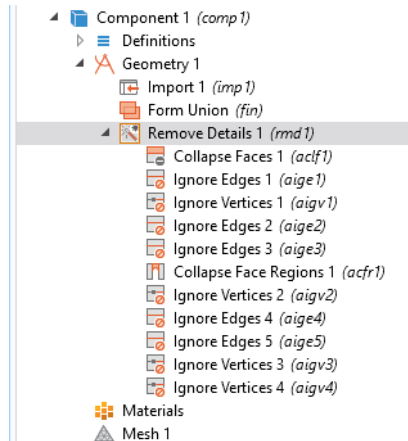 Component 1 (comp1)
Definitions
Geometry 1
Import 1 (imp1)
Form Union (fin)
Remove Details 1 (rmd1)
Collapse Faces 1 (aclf1)
Ignore Edges 1 (aige1)
Ignore Vertices 1 (aigv1)
Ignore Edges 2 (aige2)
Ignore Edges 3 (aige3)
Collapse Face Regions 1 (acfr1)
Ignore Vertices 2 (aigv2)
Ignore Edges 4 (aige4)
Ignore Edges 5 (aige5)
Ignore Vertices 3 (aigv3)
Ignore Vertices 4 (aigv4)
Materials
Mesh 1